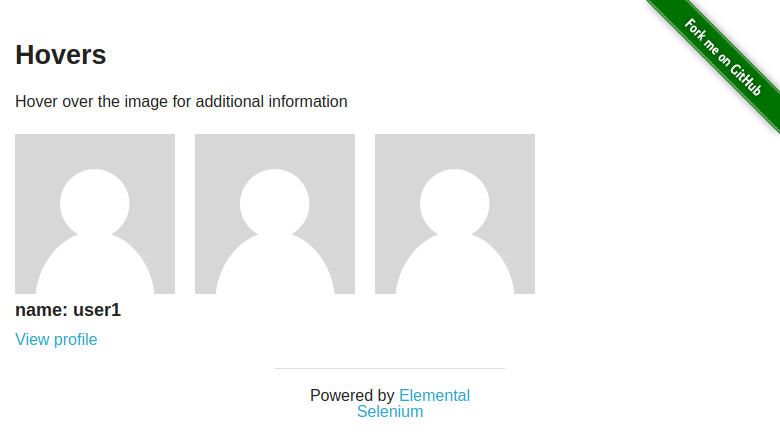 Fork me on GitHub
Hovers
Hover over the image for additional information
name: user1
View profile
Powered by Elemental
Selenium